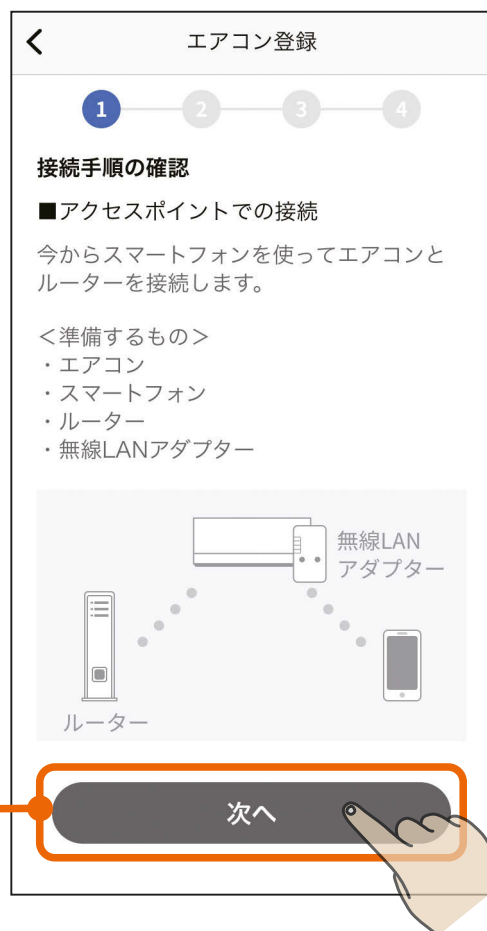 エアコン登録
1 2 3 4
接続手順の確認
■アクセスポイントでの接続
今からスマートフォンを使ってエアコンと
ルーターを接続します。
＜準備するもの＞
・エアコン
・スマートフォン
・ルーター
・無線LANアダプター
無線LAN
アダプター
ルーター
次へ